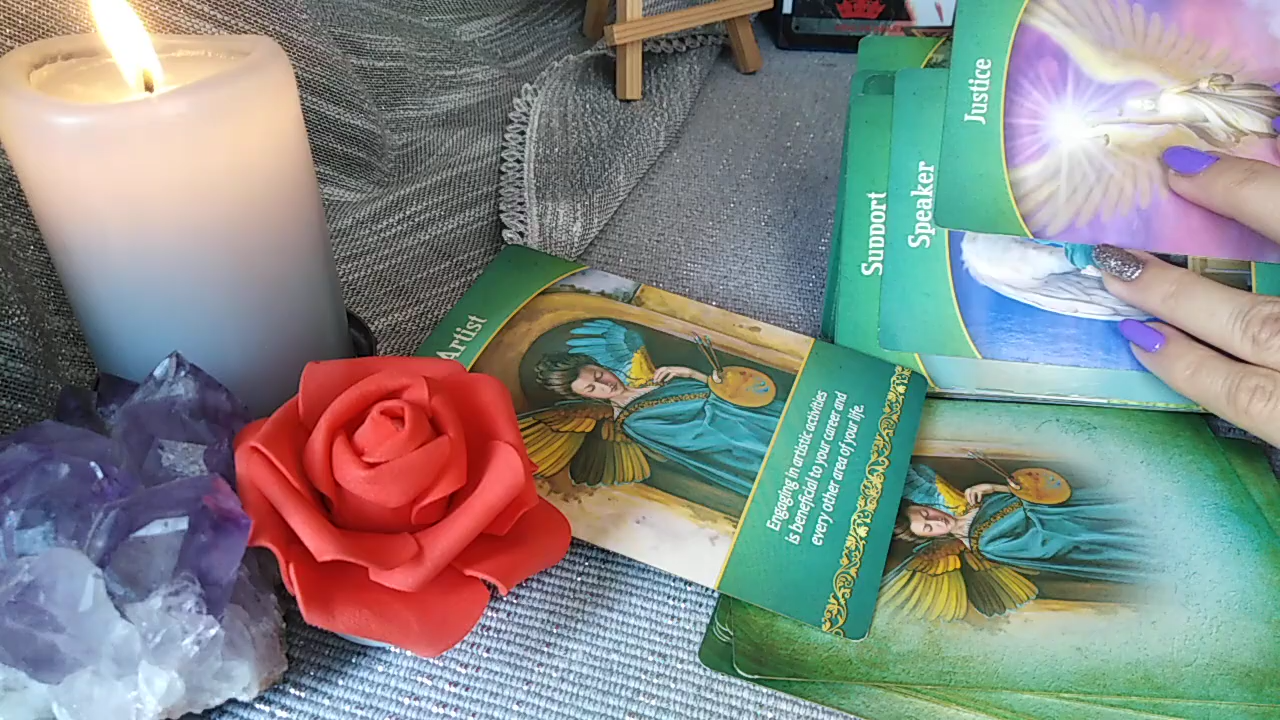 Justice
Speaker
Support
Artist
Engaging in artistic activities
is beneficial to your career and
every other area of your life.